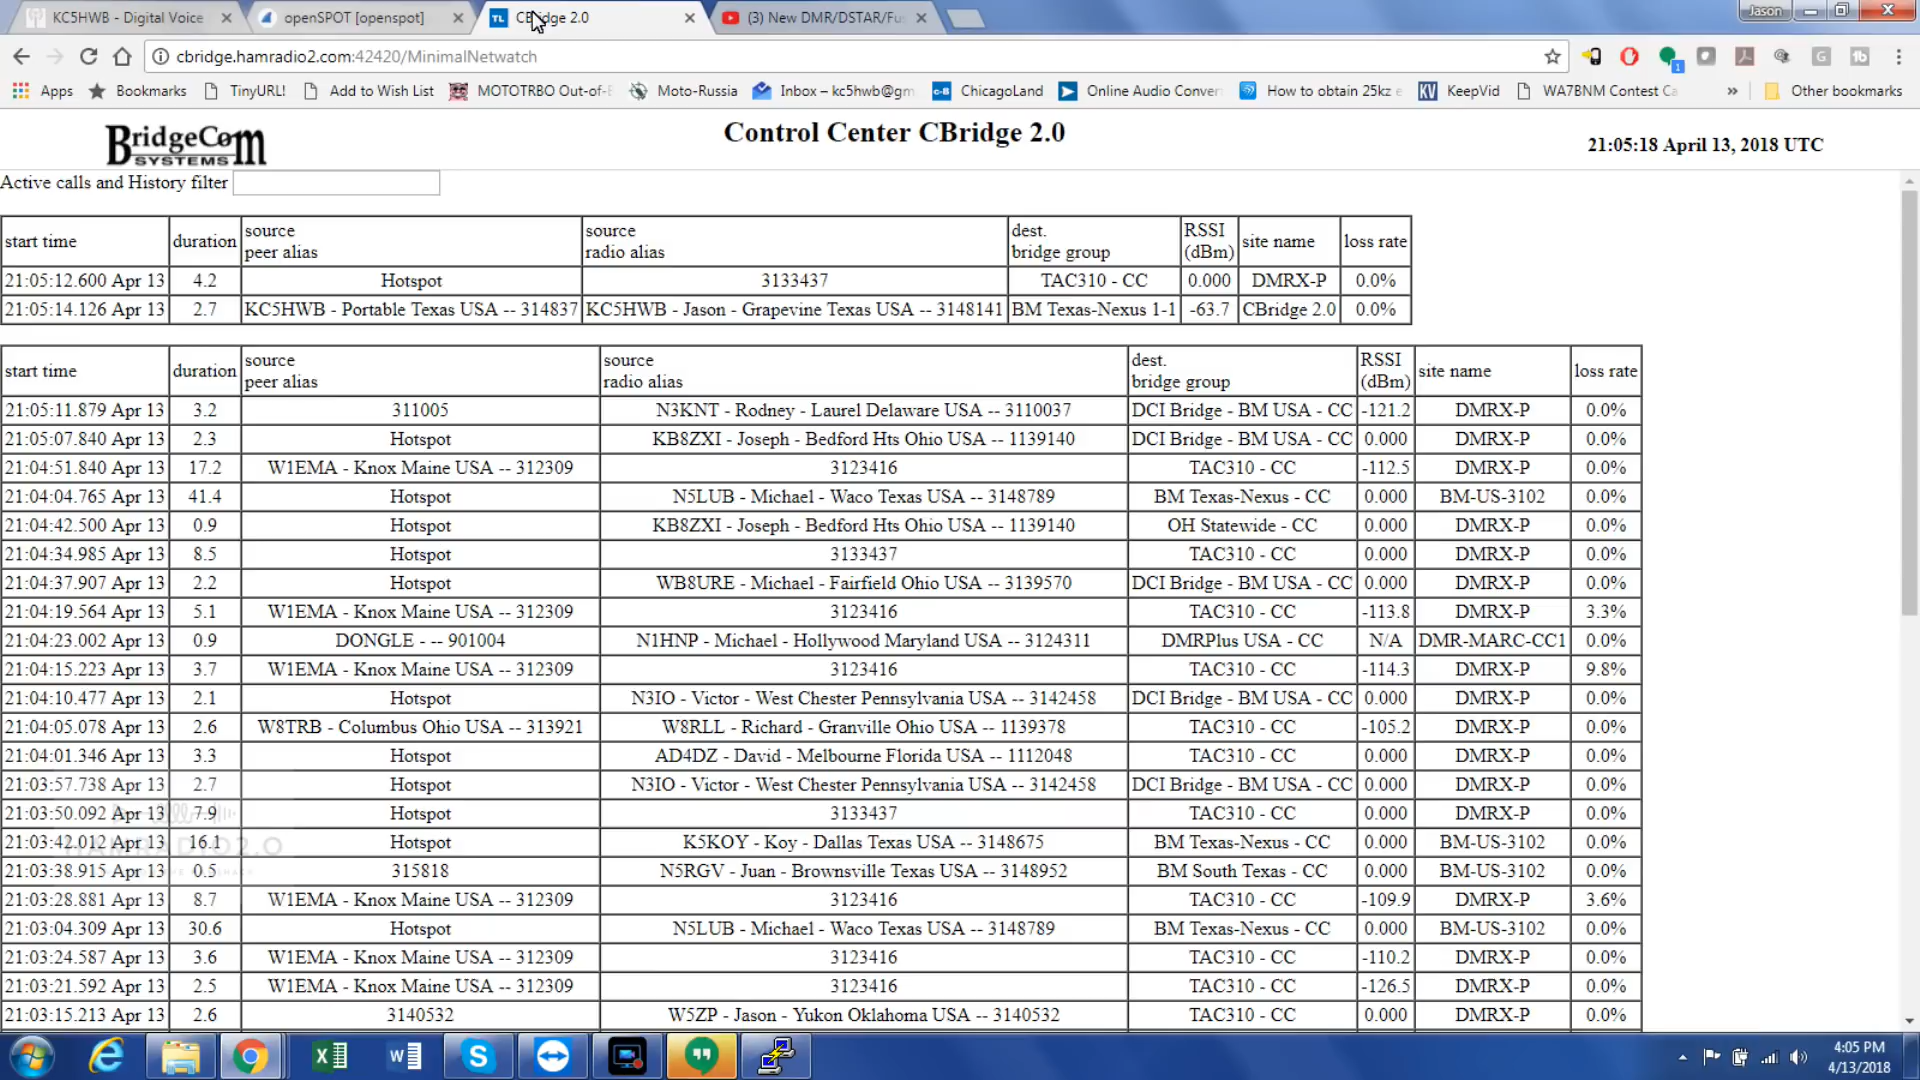 KC5HWB - Digital Voice
openSPOT [openspot]
CBridge 2.0
(3) New DMR/DSTAR/Fus
Jason
cbridge.hamradio2.com:42420/MinimalNetwatch
Apps Bookmarks TinyURL! Add to Wish List MOTOTRBO Out-of-B Moto-Russia Inbox – kc5hwb@gm ChicagoLand Online Audio Conver How to obtain 25kz e KeepVid WA7BNM Contest Ca » Other bookmarks
BridgeCom
SYSTEMS
Control Center CBridge 2.0
21:05:18 April 13, 2018 UTC
Active calls and History filter
start time duration source peer alias source radio alias dest. bridge group RSSI (dBm) site name loss rate
21:05:12.600 Apr 13 4.2 Hotspot 3133437 TAC310 - CC 0.000 DMRX-P 0.0%
21:05:14.126 Apr 13 2.7 KC5HWB - Portable Texas USA -- 314837 KC5HWB - Jason - Grapevine Texas USA -- 3148141 BM Texas-Nexus 1-1 -63.7 CBridge 2.0 0.0%
start time duration source peer alias source radio alias dest. bridge group RSSI (dBm) site name loss rate
21:05:11.879 Apr 13 3.2 311005 N3KNT - Rodney - Laurel Delaware USA -- 3110037 DCI Bridge - BM USA - CC -121.2 DMRX-P 0.0%
21:05:07.840 Apr 13 2.3 Hotspot KB8ZXI - Joseph - Bedford Hts Ohio USA -- 1139140 DCI Bridge - BM USA - CC 0.000 DMRX-P 0.0%
21:04:51.840 Apr 13 17.2 W1EMA - Knox Maine USA -- 312309 3123416 TAC310 - CC -112.5 DMRX-P 0.0%
21:04:04.765 Apr 13 41.4 Hotspot N5LUB - Michael - Waco Texas USA -- 3148789 BM Texas-Nexus - CC 0.000 BM-US-3102 0.0%
21:04:42.500 Apr 13 0.9 Hotspot KB8ZXI - Joseph - Bedford Hts Ohio USA -- 1139140 OH Statewide - CC 0.000 DMRX-P 0.0%
21:04:34.985 Apr 13 8.5 Hotspot 3133437 TAC310 - CC 0.000 DMRX-P 0.0%
21:04:37.907 Apr 13 2.2 Hotspot WB8URE - Michael - Fairfield Ohio USA -- 3139570 DCI Bridge - BM USA - CC 0.000 DMRX-P 0.0%
21:04:19.564 Apr 13 5.1 W1EMA - Knox Maine USA -- 312309 3123416 TAC310 - CC -113.8 DMRX-P 3.3%
21:04:23.002 Apr 13 0.9 DONGLE - -- 901004 N1HNP - Michael - Hollywood Maryland USA -- 3124311 DMRPlus USA - CC N/A DMR-MARC-CC1 0.0%
21:04:15.223 Apr 13 3.7 W1EMA - Knox Maine USA -- 312309 3123416 TAC310 - CC -114.3 DMRX-P 9.8%
21:04:10.477 Apr 13 2.1 Hotspot N3IO - Victor - West Chester Pennsylvania USA -- 3142458 DCI Bridge - BM USA - CC 0.000 DMRX-P 0.0%
21:04:05.078 Apr 13 2.6 W8TRB - Columbus Ohio USA -- 313921 W8RLL - Richard - Granville Ohio USA -- 1139378 TAC310 - CC -105.2 DMRX-P 0.0%
21:04:01.346 Apr 13 3.3 Hotspot AD4DZ - David - Melbourne Florida USA -- 1112048 TAC310 - CC 0.000 DMRX-P 0.0%
21:03:57.738 Apr 13 2.7 Hotspot N3IO - Victor - West Chester Pennsylvania USA -- 3142458 DCI Bridge - BM USA - CC 0.000 DMRX-P 0.0%
21:03:50.092 Apr 13 7.9 Hotspot 3133437 TAC310 - CC 0.000 DMRX-P 0.0%
21:03:42.012 Apr 13 16.1 Hotspot K5KOY - Koy - Dallas Texas USA -- 3148675 BM Texas-Nexus - CC 0.000 BM-US-3102 0.0%
HAMRADIO2.0
21:03:38.915 Apr 13 0.5 315818 N5RGV - Juan - Brownsville Texas USA -- 3148952 BM South Texas - CC 0.000 BM-US-3102 0.0%
21:03:28.881 Apr 13 8.7 W1EMA - Knox Maine USA -- 312309 3123416 TAC310 - CC -109.9 DMRX-P 3.6%
21:03:04.309 Apr 13 30.6 Hotspot N5LUB - Michael - Waco Texas USA -- 3148789 BM Texas-Nexus - CC 0.000 BM-US-3102 0.0%
21:03:24.587 Apr 13 3.6 W1EMA - Knox Maine USA -- 312309 3123416 TAC310 - CC -110.2 DMRX-P 0.0%
21:03:21.592 Apr 13 2.5 W1EMA - Knox Maine USA -- 312309 3123416 TAC310 - CC -126.5 DMRX-P 0.0%
21:03:15.213 Apr 13 2.6 3140532 W5ZP - Jason - Yukon Oklahoma USA -- 3140532 TAC310 - CC 0.000 DMRX-P 0.0%
4:05 PM
4/13/2018